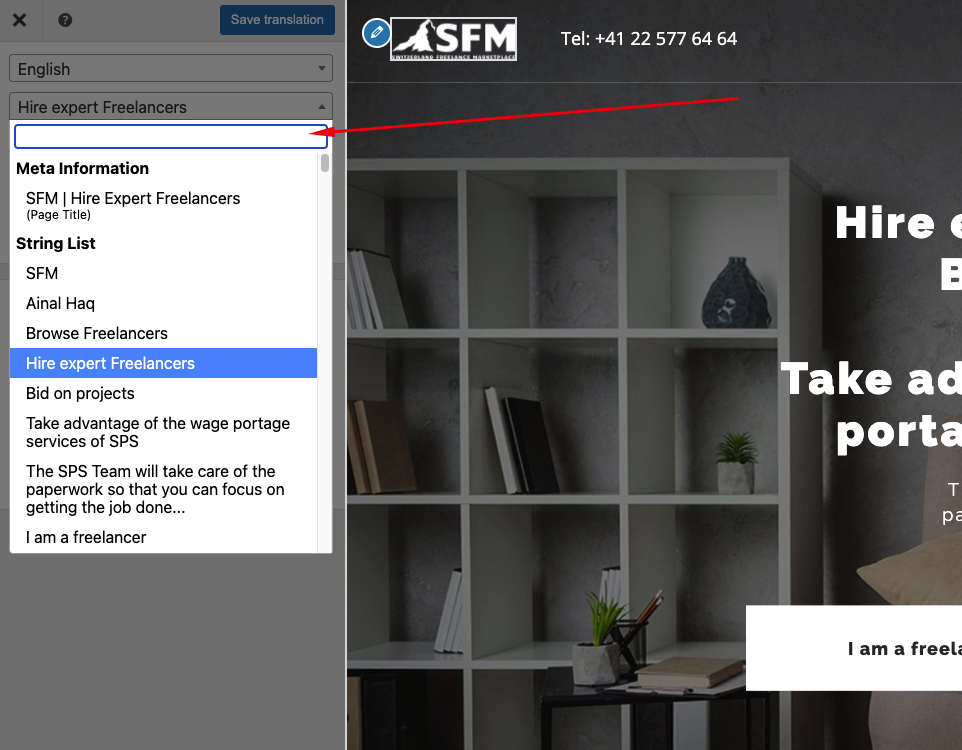 Save translation
English
Hire expert Freelancers
Meta Information
SFM | Hire Expert Freelancers
(Page Title)
String List
SFM
Ainal Haq
Browse Freelancers
Hire expert Freelancers
Bid on projects
Take advantage of the wage portage
services of SPS
The SPS Team will take care of the
paperwork so that you can focus on
getting the job done...
I am a freelancer
SFM
SWITZERLAND FREELANCE MARKETPLACE
Tel: +41 22 577 64 64
Hire e
B
Take ad
porta
T
pa
I am a freela